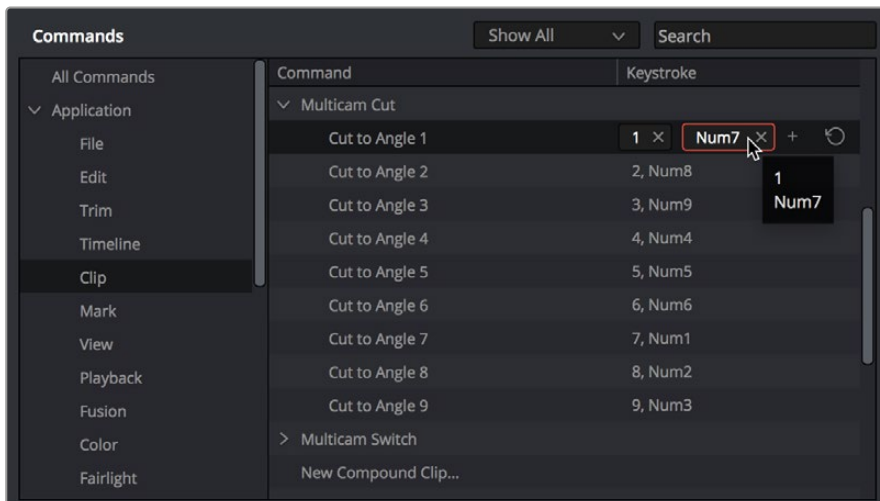 Commands
Show All
Search
All Commands
Application
File
Edit
Trim
Timeline
Clip
Mark
View
Playback
Fusion
Color
Fairlight
Command Keystroke
Multicam Cut
Cut to Angle 1 1 Num7
Cut to Angle 2 2, Num8
Cut to Angle 3 3, Num9
Cut to Angle 4 4, Num4
Cut to Angle 5 5, Num5
Cut to Angle 6 6, Num6
Cut to Angle 7 7, Num1
Cut to Angle 8 8, Num2
Cut to Angle 9 9, Num3
Multicam Switch
New Compound Clip...
1
Num7